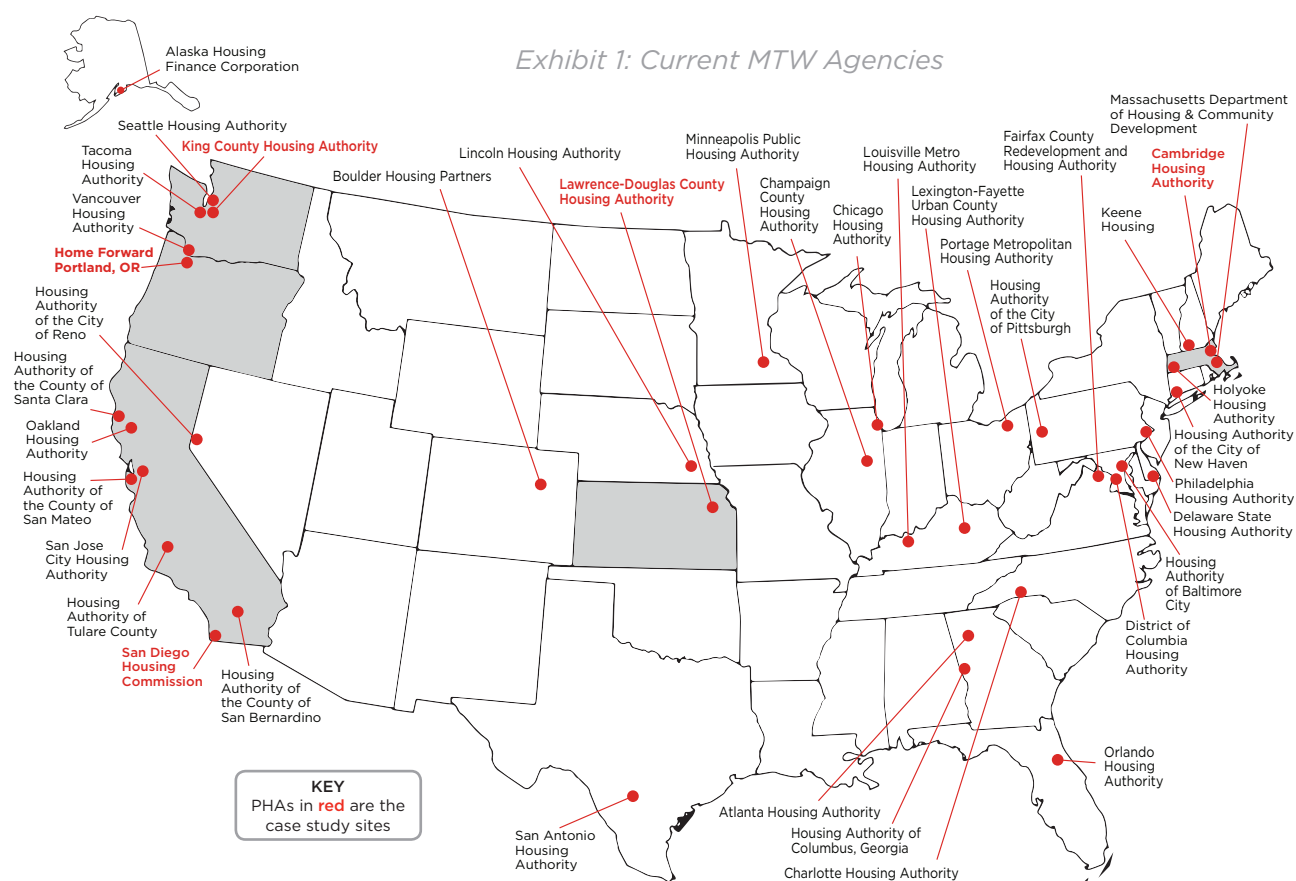 Exhibit 1: Current MTW Agencies
Alaska Housing
Finance Corporation
Seattle Housing Authority
King County Housing Authority
Tacoma
Housing
Authority
Vancouver
Housing
Authority
Home Forward
Portland, OR
Housing
Authority
of the City
of Reno
Housing
Authority of
the County of
Santa Clara
Oakland
Housing
Authority
Housing
Authority of
the County of
San Mateo
San Jose
City Housing
Authority
Housing
Authority of
Tulare County
San Diego
Housing
Commission
Housing
Authority of
the County of
San Bernardino
Boulder Housing Partners
Lincoln Housing Authority
Lawrence-Douglas County
Housing Authority
Minneapolis Public
Housing Authority
Champaign
County
Housing
Authority
Chicago
Housing
Authority
Louisville Metro
Housing Authority
Lexington-Fayette
Urban County
Housing Authority
Portage Metropolitan
Housing Authority
Housing
Authority
of the City
of Pittsburgh
Fairfax County
Redevelopment and
Housing Authority
Massachusetts Department
of Housing & Community
Development
Cambridge
Housing
Authority
Keene
Housing
Holyoke
Housing
Authority
Housing Authority
of the City of
New Haven
Philadelphia
Housing Authority
Delaware State
Housing Authority
Housing
Authority
of Baltimore
City
District of
Columbia
Housing
Authority
Orlando
Housing
Authority
Atlanta Housing Authority
Housing Authority of
Columbus, Georgia
Charlotte Housing Authority
San Antonio
Housing
Authority
KEY
PHAs in red are the
case study sites